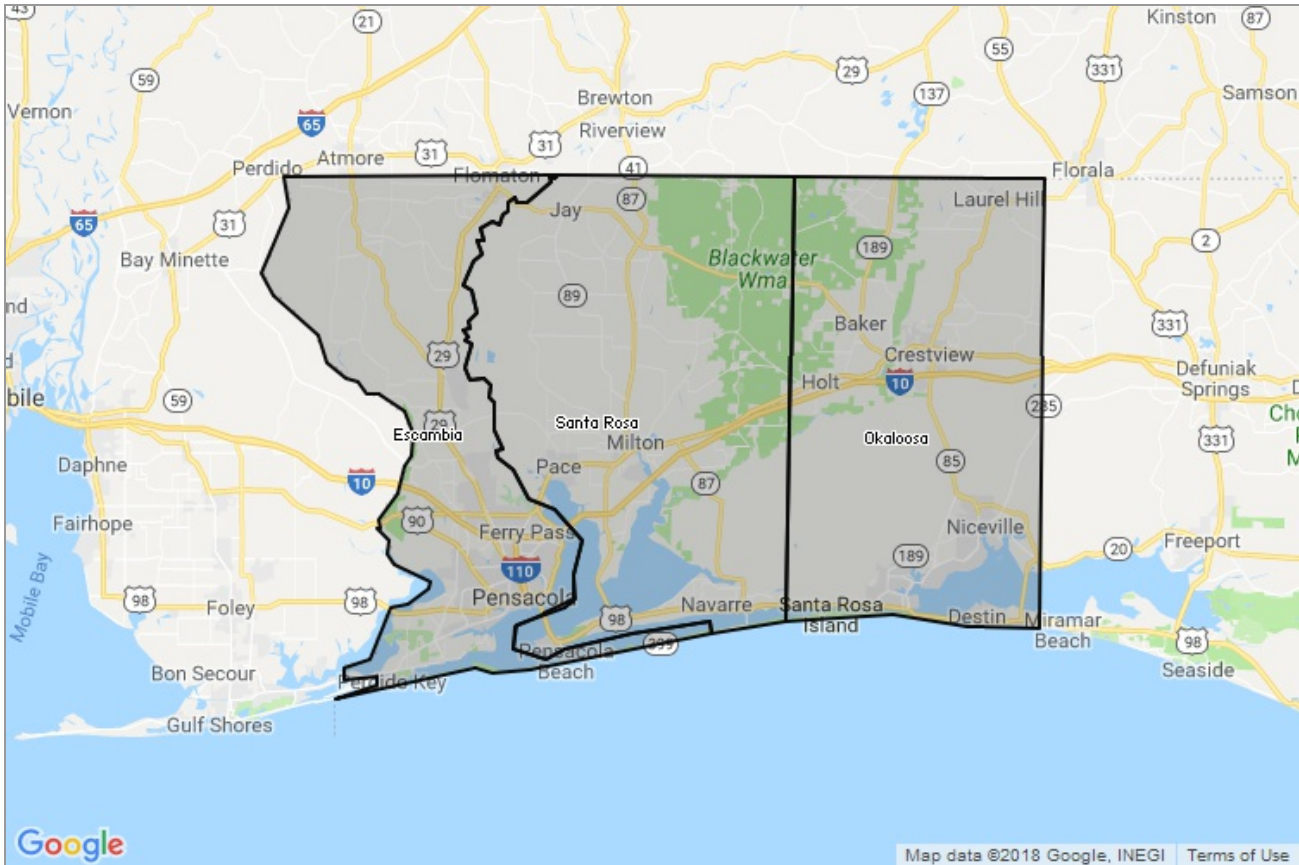 43
21
Kinston
87
59
55
331
29
Vernon
137
Brewton
Samson
65
Riverview
Perdido
Atmore
31
31
41
Florala
Flomaton
87
Laurel Hill
Jay
65
31
2
189
Bay Minette
Blackwater
Wma
89
331
Baker
29
Crestview
Defuniak
Springs
10
Holt
59
285
29
Santa Rosa
Escambia
Okaloosa
331
Milton
Daphne
Pace
85
10
87
Fairhope
90
Ferry Pass
Niceville
Freeport
189
20
110
Mobile Bay
98
Foley
98
Pensacola
98
Navarre
Santa Rosa
Island
Destin
Miramar
Beach
98
399
Pensacola
Beach
Seaside
Bon Secour
Perdido Key
Gulf Shores
Google
Map data ©2018 Google, INEGI
Terms of Use